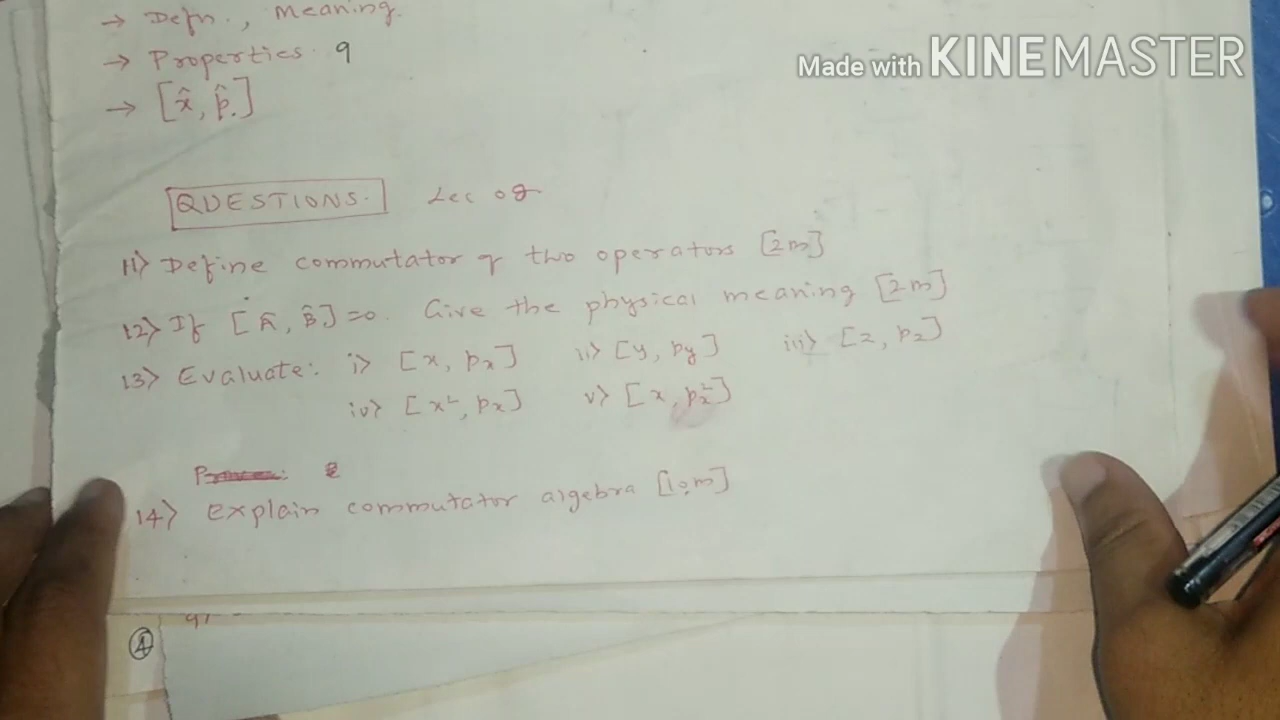 → Defn., Meaning.
→ Properties. 9
Made with KINEMASTER
→ [x̂, p̂.]
QUESTIONS. Lec 08
11) Define commutator of two operators [2m]
12) If [Â, B̂] = 0. Give the physical meaning [2m]
13) Evaluate: i) [x, px] ii) [y, py] iii) [z, pz]
iv) [x², px] v) [x, px²]
14) Explain commutator algebra [10m]
4